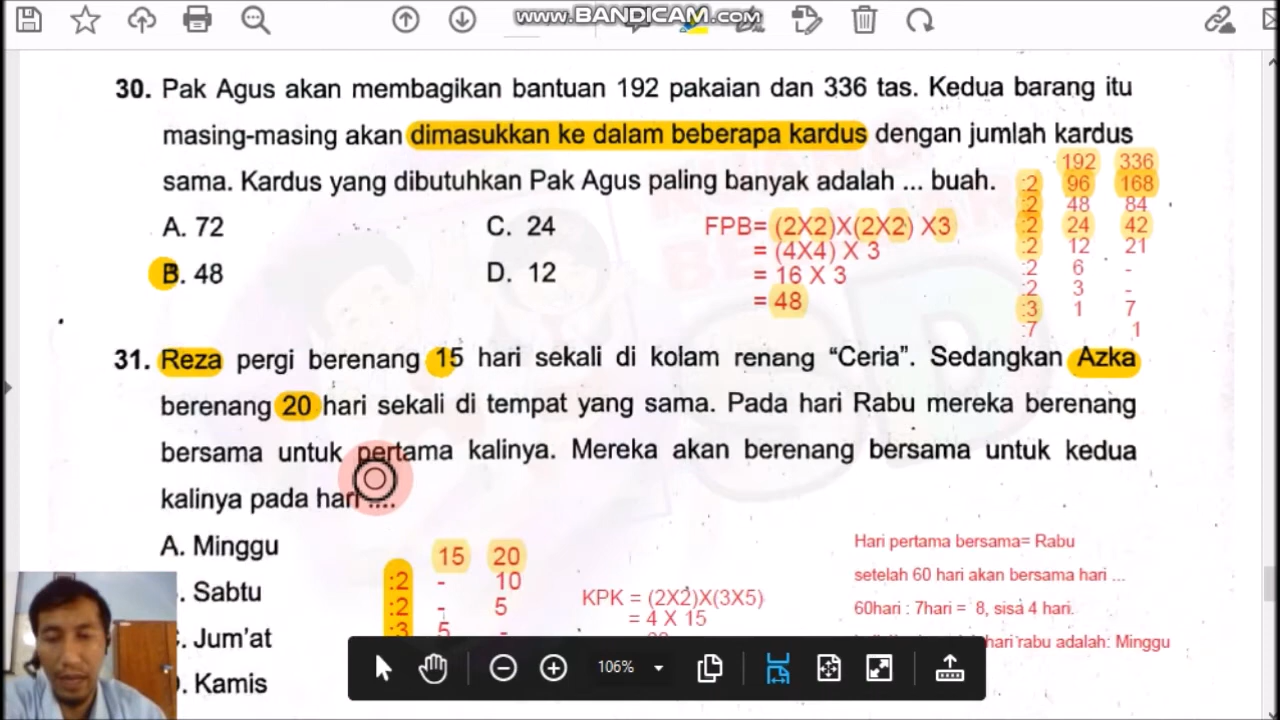 www.BANDICAM.com
30. Pak Agus akan membagikan bantuan 192 pakaian dan 336 tas. Kedua barang itu
masing-masing akan dimasukkan ke dalam beberapa kardus dengan jumlah kardus
sama. Kardus yang dibutuhkan Pak Agus paling banyak adalah ... buah.
A. 72
C. 24
B. 48
D. 12
FPB= (2X2)X(2X2) X3
= (4X4) X 3
= 16 X 3
= 48
192 336
:2 96 168
:2 48 84
:2 24 42
:2 12 21
:2 6 -
:2 3 -
:3 1 7
:7 1
31. Reza pergi berenang 15 hari sekali di kolam renang “Ceria”. Sedangkan Azka
berenang 20 hari sekali di tempat yang sama. Pada hari Rabu mereka berenang
bersama untuk pertama kalinya. Mereka akan berenang bersama untuk kedua
kalinya pada hari ....
A. Minggu
. Sabtu
. Jum’at
. Kamis
15 20
:2 - 10
:2 - 5
:3 5 -
KPK = (2X2)X(3X5)
= 4 X 15
Hari pertama bersama= Rabu
setelah 60 hari akan bersama hari ...
60hari : 7hari = 8, sisa 4 hari.
hari rabu adalah: Minggu
106%